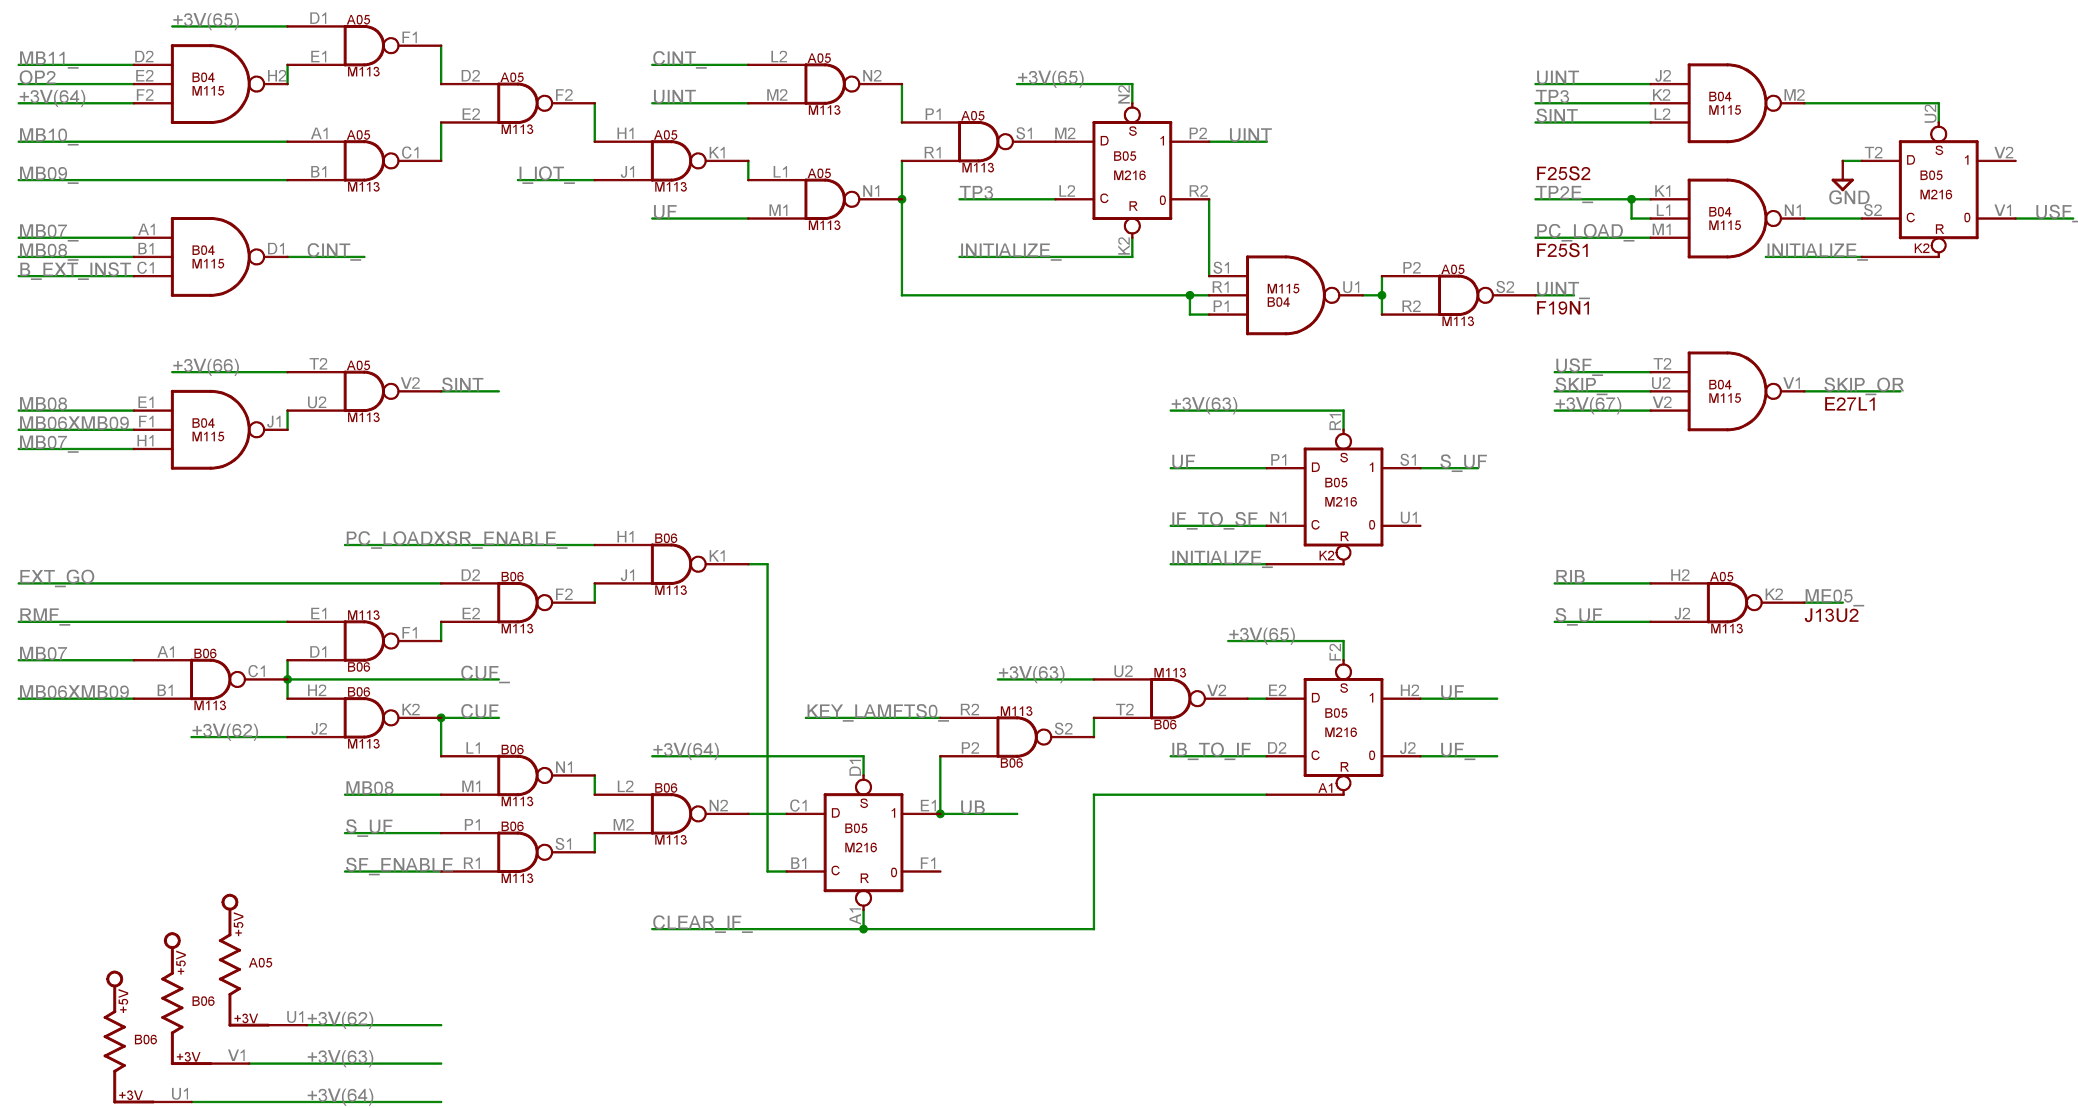 +3V(65) D1 A05 F1 E1 M113
MB11_ D2
OP2 E2
+3V(64) F2
B04 M115 H2
MB10_ A1 A05 C1
MB09_ B1 M113
D2 A05 F2
E2 M113
I_IOT_ H1 A05 K1
J1 M113
CINT_ L2 A05 N2
UINT M2 M113
L1 A05 N1
UF M1 M113
P1 A05 S1
R1 M113
+3V(65) N2
M2 D S 1 P2 UINT
B05
M216
TP3 L2 C R 0 R2
INITIALIZE_ K2
S1
R1 M115 U1
P1 B04
P2 A05 S2 UINT_
R2 M113 F19N1
UINT J2
TP3 K2 B04 M2
SINT L2 M115
F25S2
TP2E_ K1
L1 B04 N1
PC_LOAD_ M1 M115
F25S1
U2
T2 D S 1 V2
GND B05
M216
S2 C R 0 V1 USF_
INITIALIZE_ K2
MB07_ A1
MB08_ B1 B04 D1 CINT_
B_EXT_INST C1 M115
+3V(66) T2 A05 V2 SINT
U2 M113
MB08 E1
MB06XMB09 F1 B04 J1
MB07_ H1 M115
USF_ T2
SKIP_ U2 B04 V1 SKIP_OR
+3V(67) V2 M115 E27L1
+3V(63) R1
UF P1 D S 1 S1 S_UF
B05
M216
IF_TO_SF N1 C R 0 U1
INITIALIZE_ K2
RIB H2 A05 K2 ME05_
S_UF J2 M113 J13U2
PC_LOADXSR_ENABLE_ H1 B06 K1
J1 M113
EXT_GO D2 B06 F2
E2 M113
RMF_ E1 M113 F1
D1 B06
MB07 A1 B06 C1 CUF_
MB06XMB09 B1 M113
H2 B06 K2 CUF
+3V(62) J2 M113
L1 B06 N1
MB08 M1 M113
S_UF P1 B06 S1
SF_ENABLE R1 M113
L2 B06 N2
M2 M113
+3V(64) D1
C1 D S 1 E1 UB
B05
M216
B1 C R 0 F1
CLEAR_IF_ A1
KEY_LAMFTS0_ R2 M113 S2
P2 B06
+3V(63) U2 M113 V2
T2 B06
+3V(65) F2
E2 D S 1 H2 UF
B05
M216
IB_TO_IF D2 C R 0 J2 UF_
A1
+5V A05 +3V U1 +3V(62)
+5V B06 +3V V1 +3V(63)
+5V B06 +3V U1 +3V(64)